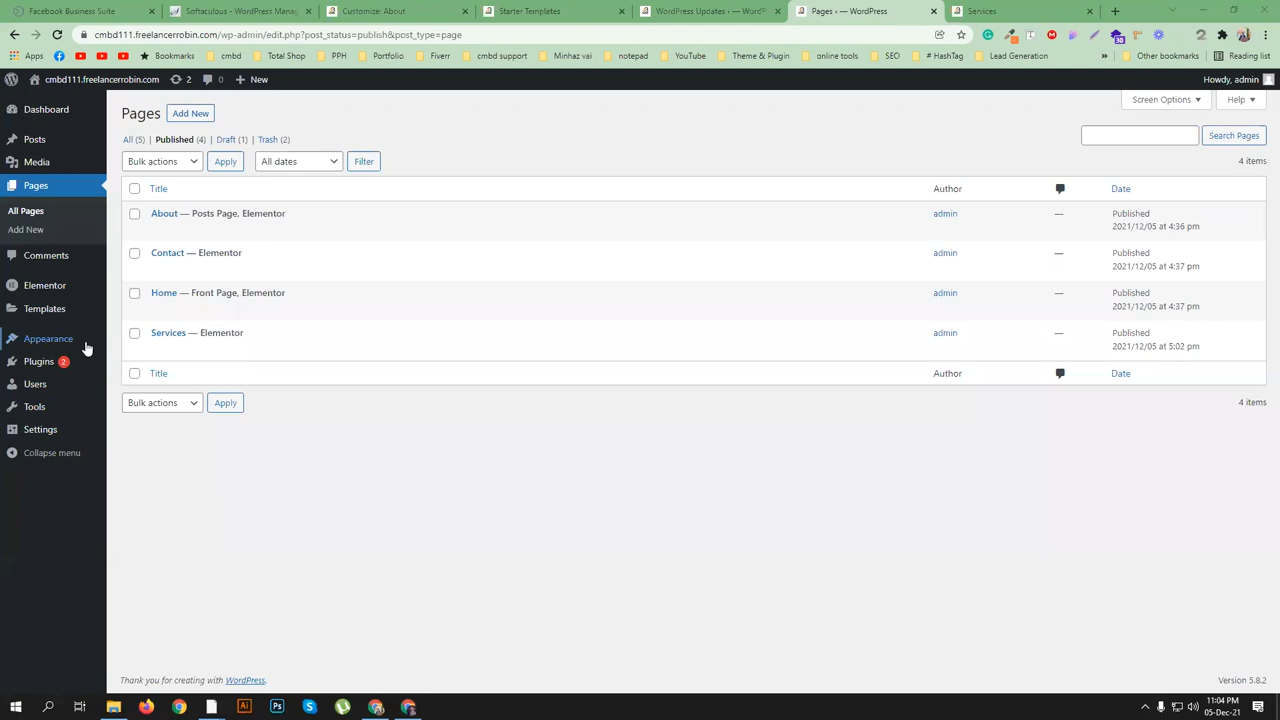 Facebook Business Suite
Softaculous - WordPress Manag
Customize: About
Starter Templates
WordPress Updates ‹ — WordP
Pages ‹ — WordPress
Services
cmbd111.freelancerrobin.com/wp-admin/edit.php?post_status=publish&post_type=page
Apps Bookmarks cmbd Total Shop PPH Portfolio Fiverr cmbd support Minhaz vai notepad YouTube Theme & Plugin online tools SEO # HashTag Lead Generation » Other bookmarks Reading list
cmbd111.freelancerrobin.com 2 0 + New Howdy, admin
Dashboard
Posts
Media
Pages
All Pages
Add New
Comments
Elementor
Templates
Appearance
Plugins 2
Users
Tools
Settings
Collapse menu
Screen Options ▼ Help ▼
Pages Add New
All (5) | Published (4) | Draft (1) | Trash (2)
Search Pages
Bulk actions Apply All dates Filter
4 items
Title Author Date
About — Posts Page, Elementor admin — Published
2021/12/05 at 4:36 pm
Contact — Elementor admin — Published
2021/12/05 at 4:37 pm
Home — Front Page, Elementor admin — Published
2021/12/05 at 4:37 pm
Services — Elementor admin — Published
2021/12/05 at 5:02 pm
Title Author Date
Bulk actions Apply
4 items
Thank you for creating with WordPress.
Version 5.8.2
Ai
Ps
11:04 PM
05-Dec-21